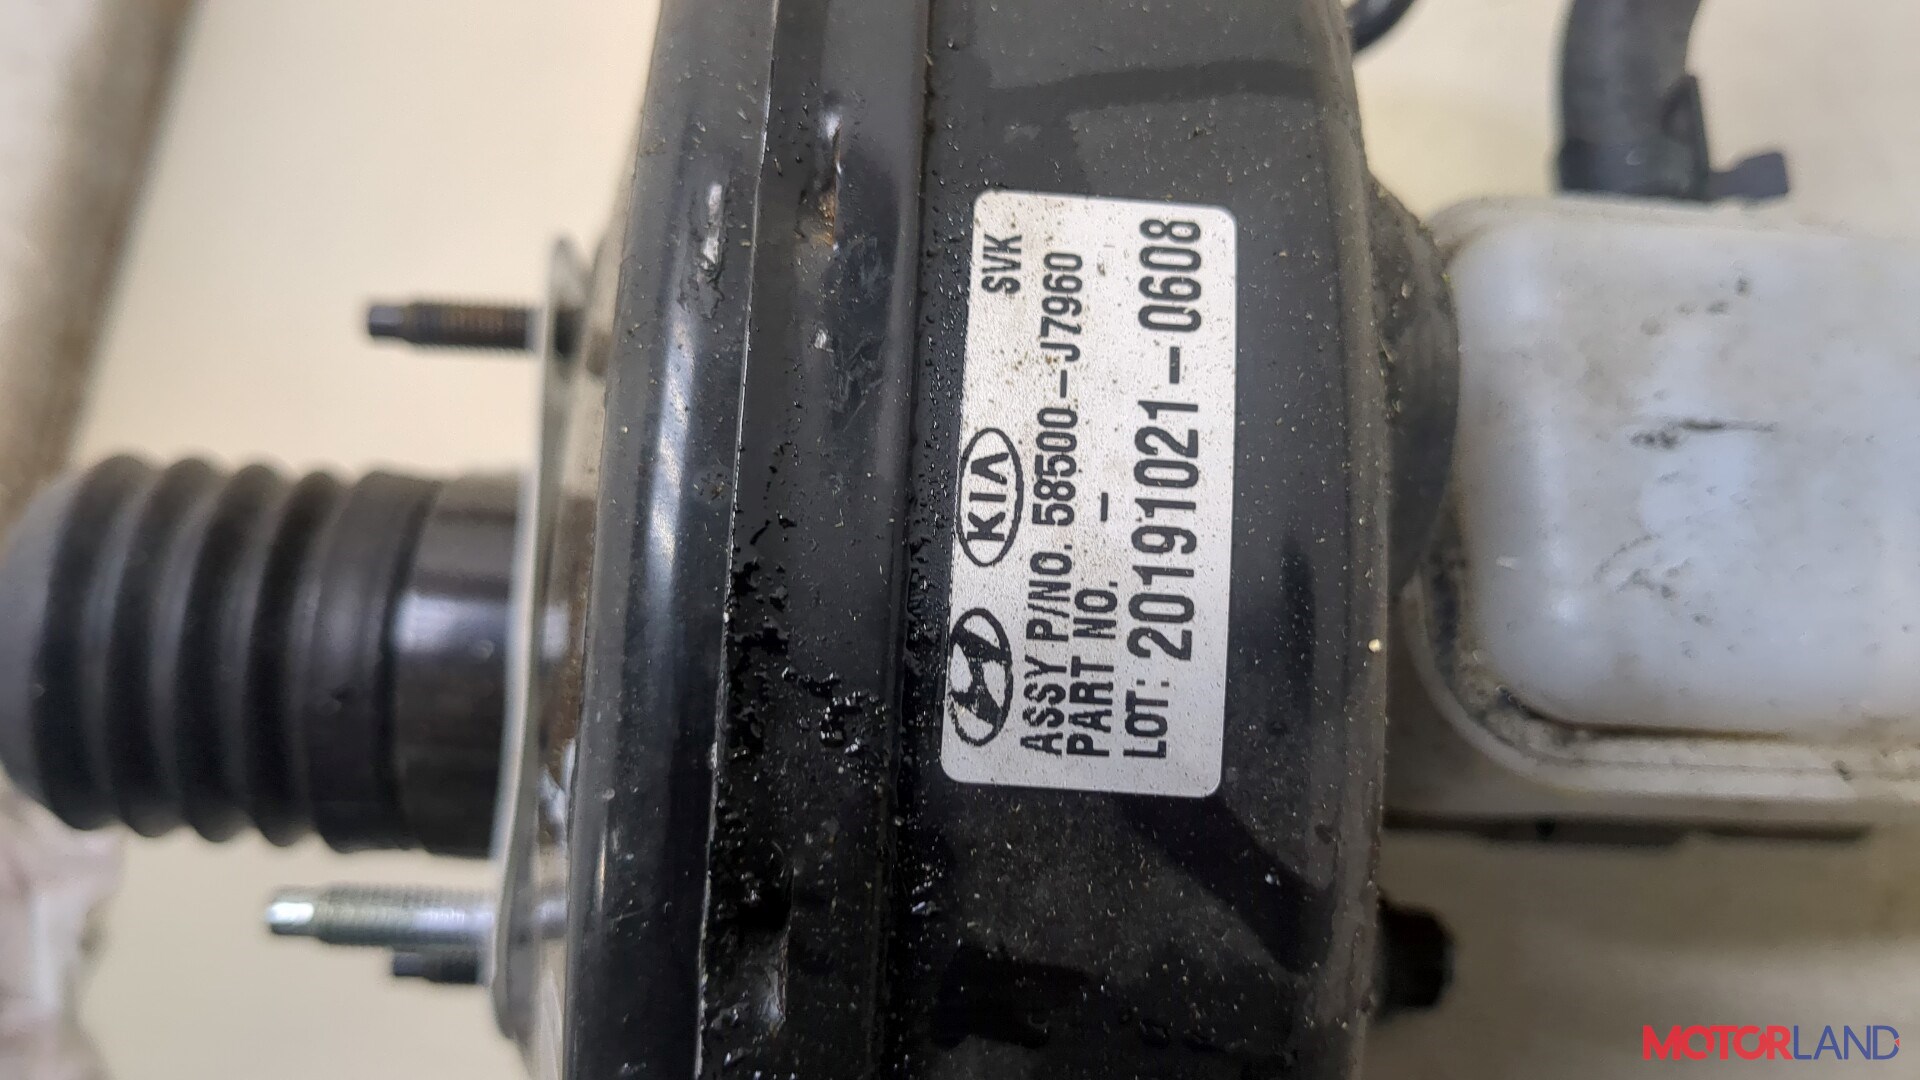 KIA SVK
ASSY P/NO. 58500-J7960
PART NO. -
LOT: 20191021-0608
MOTORLAND